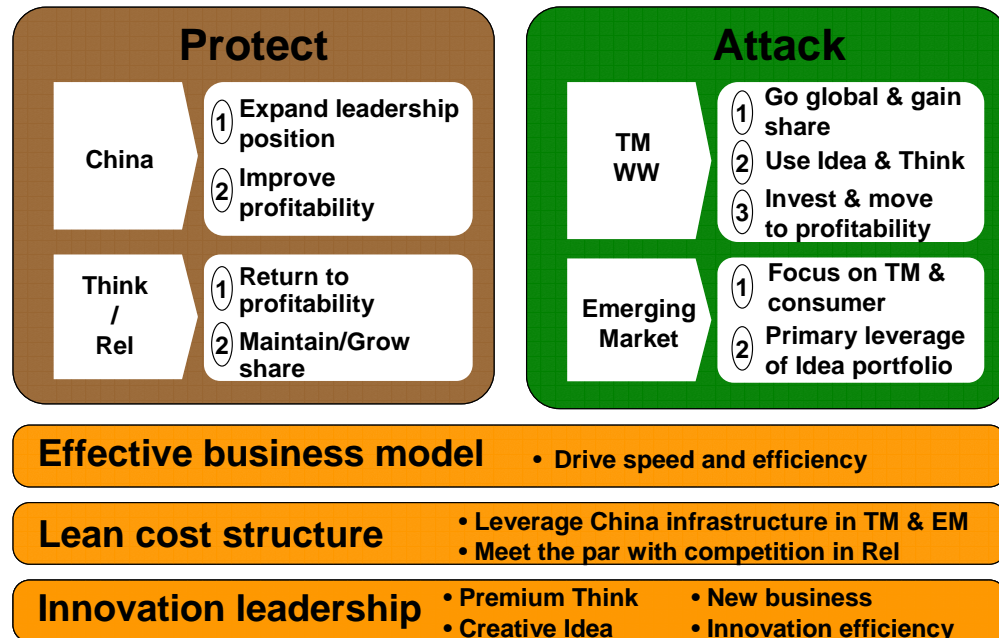 Protect
China
1 Expand leadership
position
2 Improve
profitability
Think
/
Rel
1 Return to
profitability
2 Maintain/Grow
share
Attack
TM
WW
1 Go global & gain
share
2 Use Idea & Think
3 Invest & move
to profitability
Emerging
Market
1 Focus on TM &
consumer
2 Primary leverage
of Idea portfolio
Effective business model
• Drive speed and efficiency
Lean cost structure
• Leverage China infrastructure in TM & EM
• Meet the par with competition in Rel
Innovation leadership
• Premium Think
• Creative Idea
• New business
• Innovation efficiency